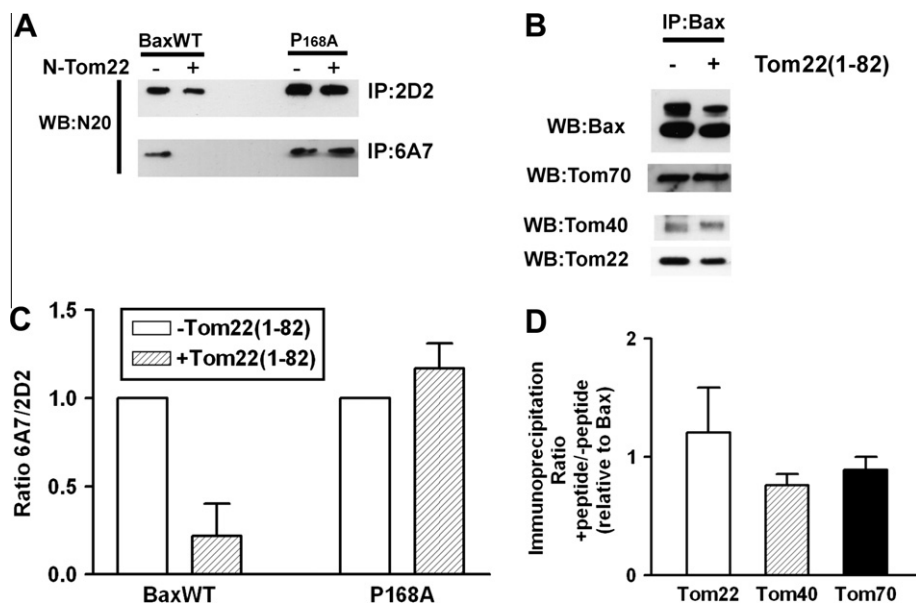 A
BaxWT P168A
N-Tom22 - + - +
IP:2D2
WB:N20
IP:6A7
B
IP:Bax
- + Tom22(1-82)
WB:Bax
WB:Tom70
WB:Tom40
WB:Tom22
C
Ratio 6A7/2D2
1.5
1.0
0.5
0.0
-Tom22(1-82)
+Tom22(1-82)
BaxWT P168A
D
Immunoprecipitation
Ratio
+peptide/-peptide
(relative to Bax)
2
1
0
Tom22 Tom40 Tom70